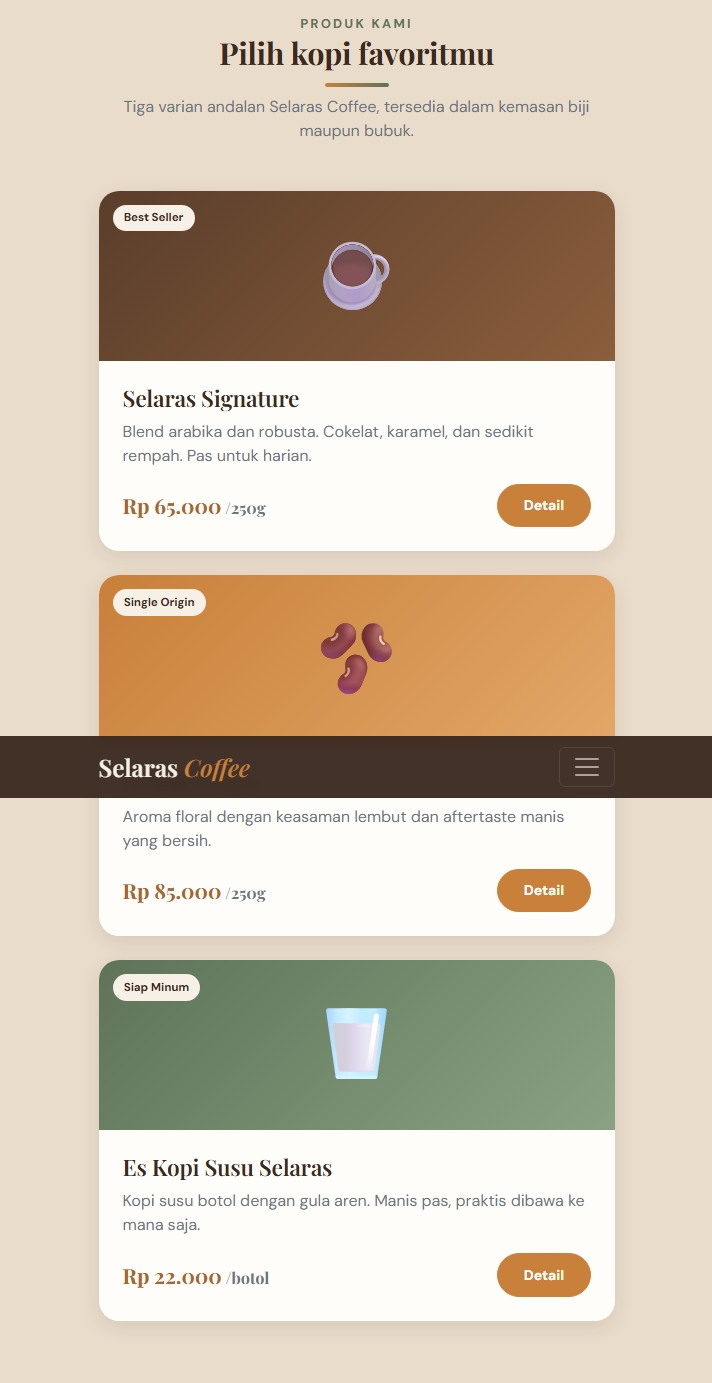 PRODUK KAMI
Pilih kopi favoritmu
Tiga varian andalan Selaras Coffee, tersedia dalam kemasan biji
maupun bubuk.
Best Seller
Selaras Signature
Blend arabika dan robusta. Cokelat, karamel, dan sedikit
rempah. Pas untuk harian.
Rp 65.000 /250g
Detail
Single Origin
Selaras Coffee
Aroma floral dengan keasaman lembut dan aftertaste manis
yang bersih.
Rp 85.000 /250g
Detail
Siap Minum
Es Kopi Susu Selaras
Kopi susu botol dengan gula aren. Manis pas, praktis dibawa ke
mana saja.
Rp 22.000 /botol
Detail